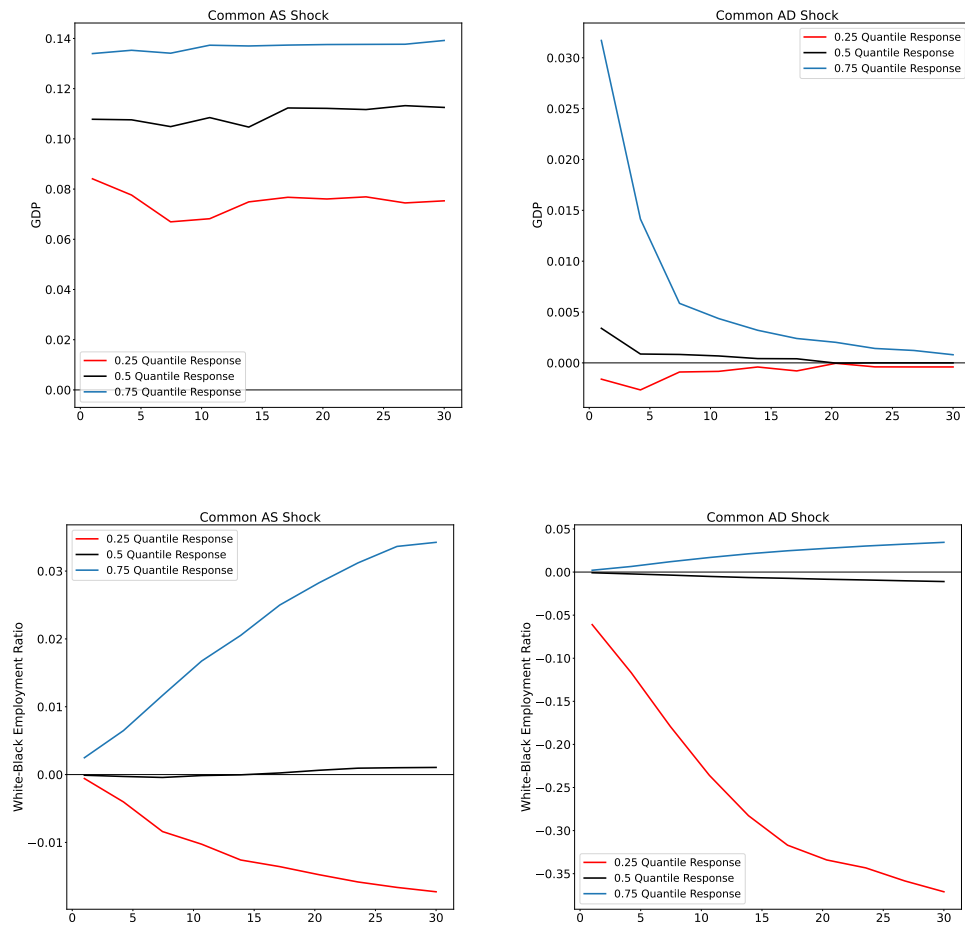 Common AS Shock
GDP
0.14
0.12
0.10
0.08
0.06
0.04
0.02
0.00
0.25 Quantile Response
0.5 Quantile Response
0.75 Quantile Response
0 5 10 15 20 25 30
Common AD Shock
GDP
0.030
0.025
0.020
0.015
0.010
0.005
0.000
0.25 Quantile Response
0.5 Quantile Response
0.75 Quantile Response
0 5 10 15 20 25 30
Common AS Shock
White-Black Employment Ratio
0.03
0.02
0.01
0.00
−0.01
0.25 Quantile Response
0.5 Quantile Response
0.75 Quantile Response
0 5 10 15 20 25 30
Common AD Shock
White-Black Employment Ratio
0.05
0.00
−0.05
−0.10
−0.15
−0.20
−0.25
−0.30
−0.35
0.25 Quantile Response
0.5 Quantile Response
0.75 Quantile Response
0 5 10 15 20 25 30